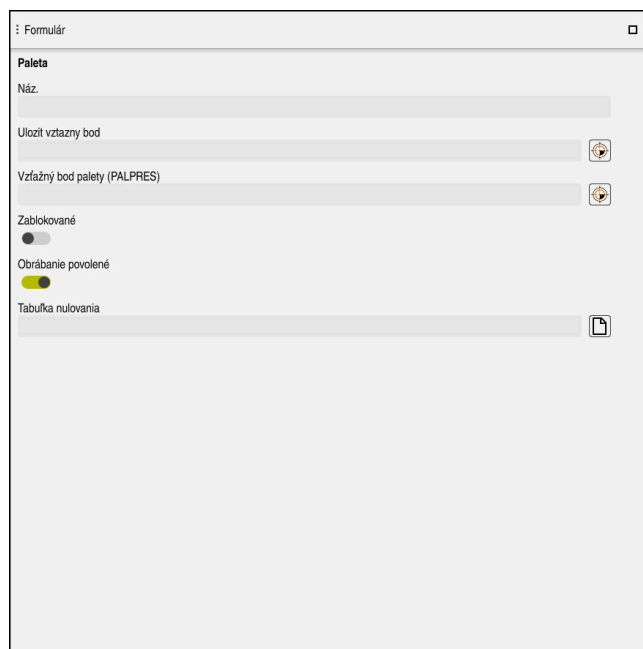 Formulár
Paleta
Náz.
Ulozit vztazny bod
Vzťažný bod palety (PALPRES)
Zablokované
Obrábanie povolené
Tabuľka nulovania